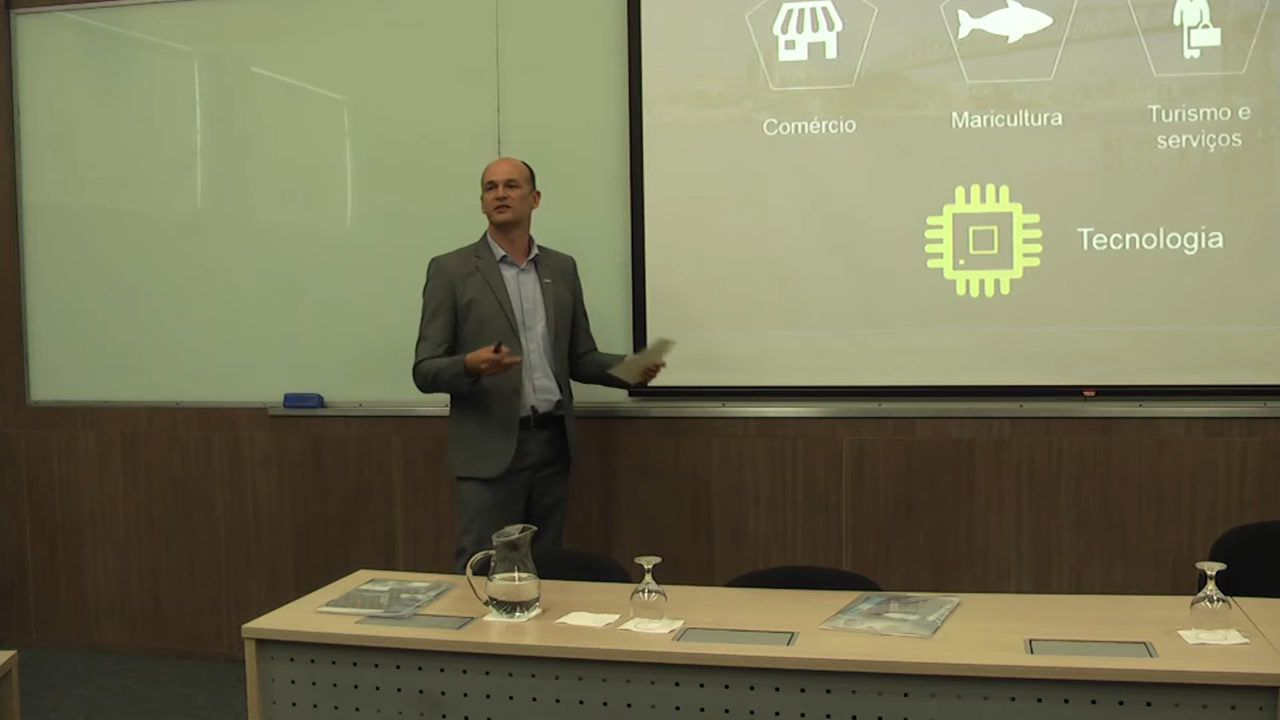 Comércio
Maricultura
Turismo e
serviços
Tecnologia